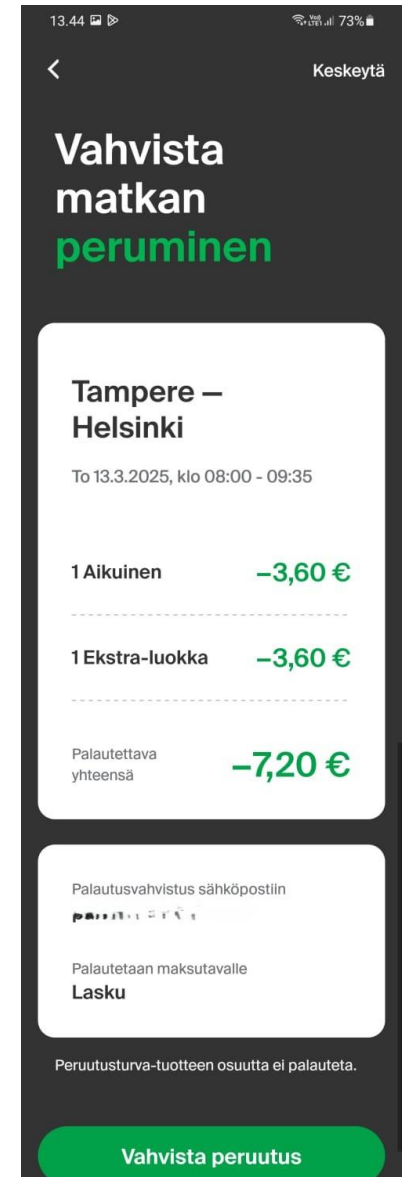 13.44 73%
Keskeytä
Vahvista
matkan
peruminen
Tampere –
Helsinki
To 13.3.2025, klo 08:00 - 09:35
1 Aikuinen –3,60 €
1 Ekstra-luokka –3,60 €
Palautettava
yhteensä –7,20 €
Palautusvahvistus sähköpostiin
Palautetaan maksutavalle
Lasku
Peruutusturva-tuotteen osuutta ei palauteta.
Vahvista peruutus